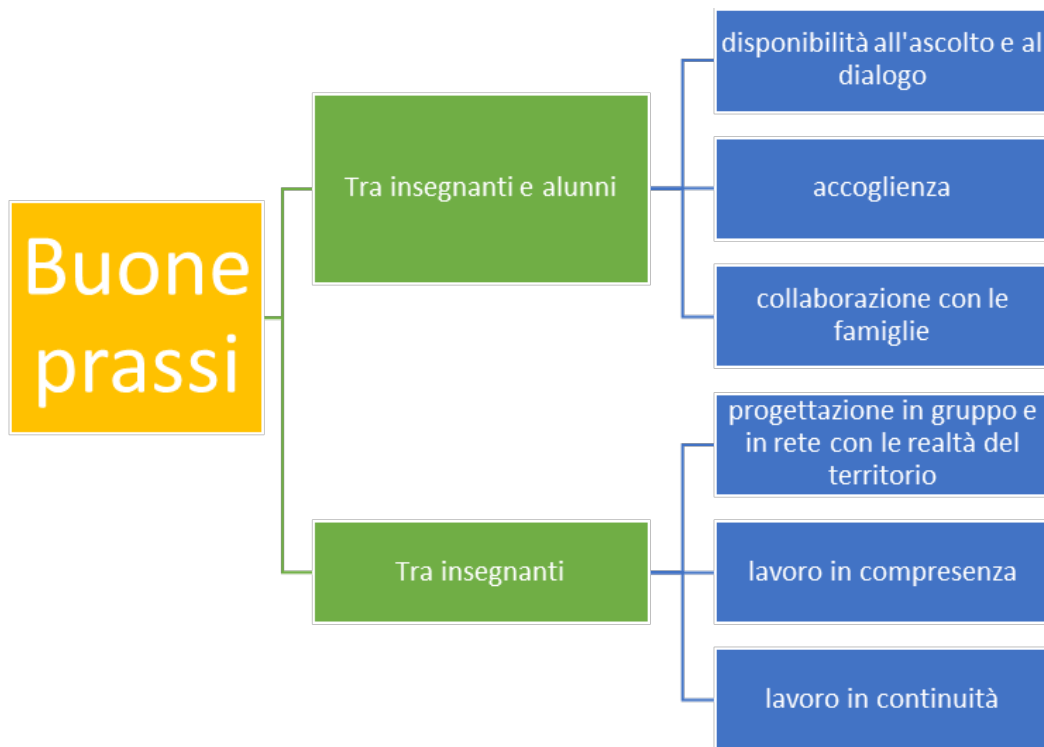 Buone
prassi
Tra insegnanti e alunni
disponibilità all'ascolto e al
dialogo
accoglienza
collaborazione con le
famiglie
Tra insegnanti
progettazione in gruppo e
in rete con le realtà del
territorio
lavoro in compresenza
lavoro in continuità